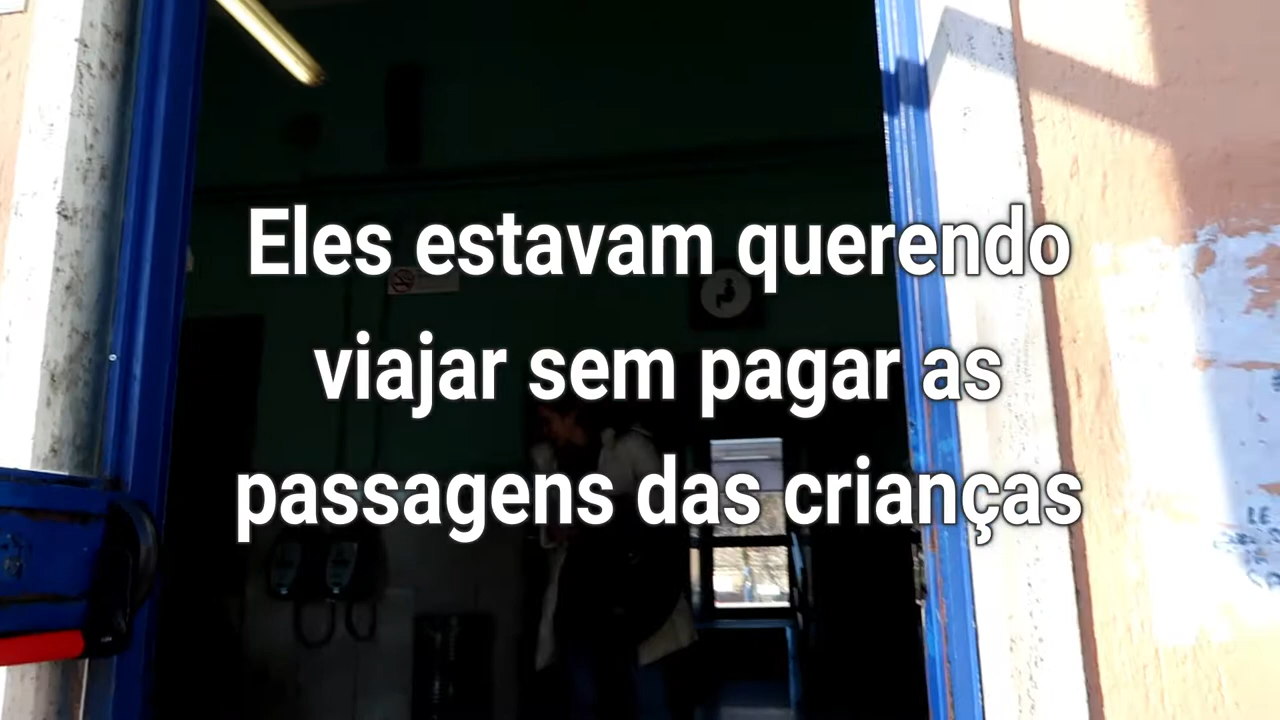 Eles estavam querendo
viajar sem pagar as
passagens das crianças